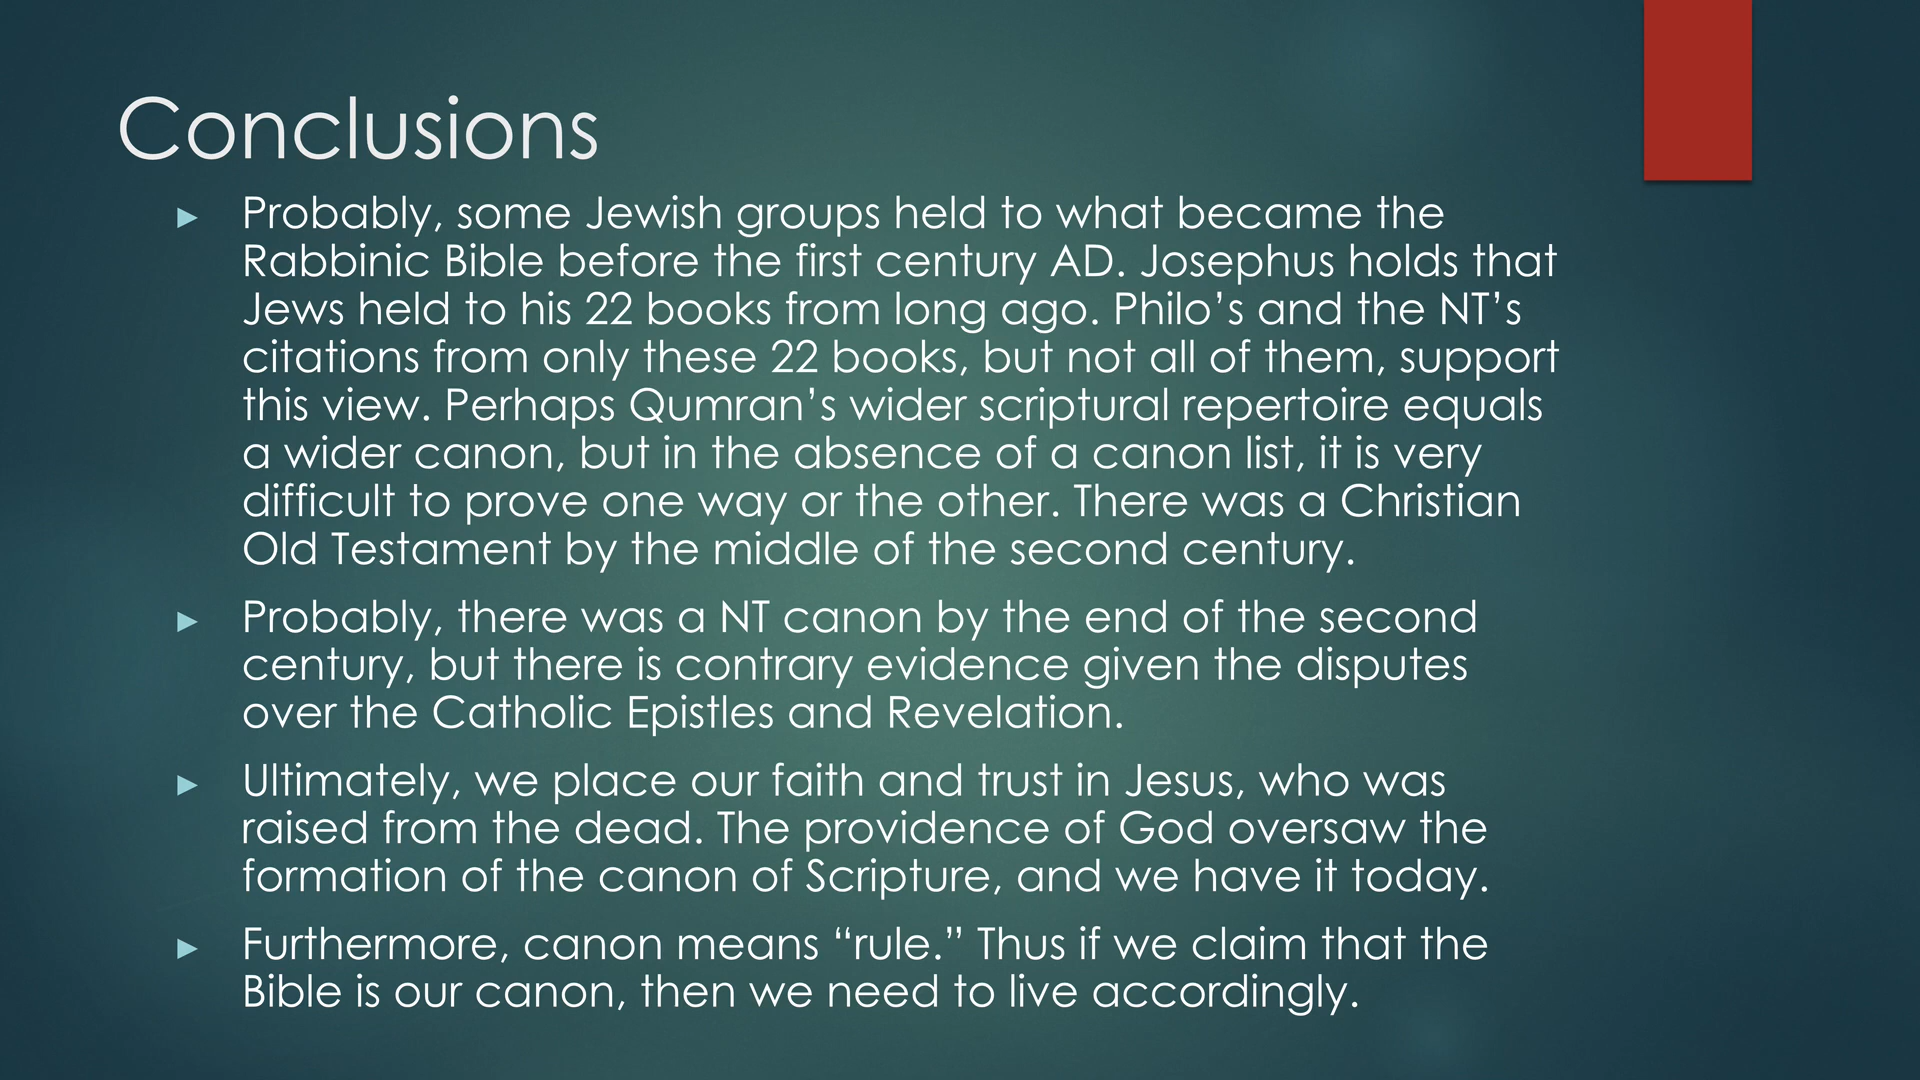 Conclusions
► Probably, some Jewish groups held to what became the
Rabbinic Bible before the first century AD. Josephus holds that
Jews held to his 22 books from long ago. Philo’s and the NT’s
citations from only these 22 books, but not all of them, support
this view. Perhaps Qumran’s wider scriptural repertoire equals
a wider canon, but in the absence of a canon list, it is very
difficult to prove one way or the other. There was a Christian
Old Testament by the middle of the second century.
► Probably, there was a NT canon by the end of the second
century, but there is contrary evidence given the disputes
over the Catholic Epistles and Revelation.
► Ultimately, we place our faith and trust in Jesus, who was
raised from the dead. The providence of God oversaw the
formation of the canon of Scripture, and we have it today.
► Furthermore, canon means “rule.” Thus if we claim that the
Bible is our canon, then we need to live accordingly.